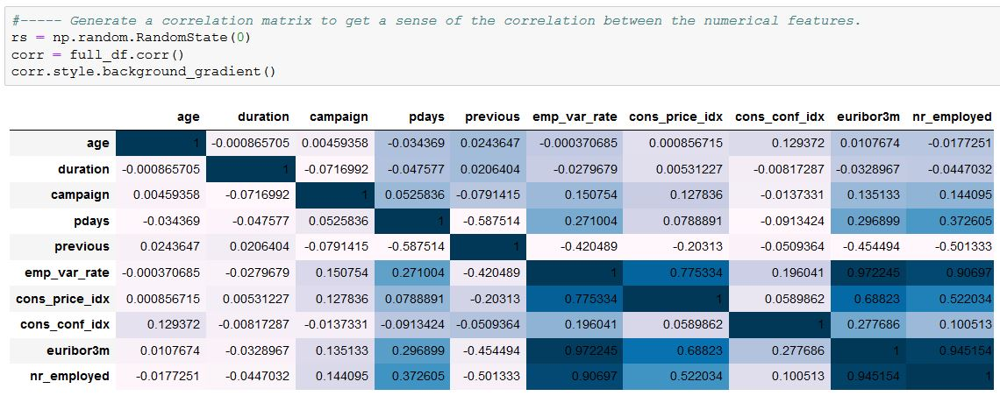 #----- Generate a correlation matrix to get a sense of the correlation between the numerical features.
rs = np.random.RandomState(0)
corr = full_df.corr()
corr.style.background_gradient()
age duration campaign pdays previous emp_var_rate cons_price_idx cons_conf_idx euribor3m nr_employed
age 1 -0.000865705 0.00459358 -0.034369 0.0243647 -0.000370685 0.000856715 0.129372 0.0107674 -0.0177251
duration -0.000865705 1 -0.0716992 -0.047577 0.0206404 -0.0279679 0.00531227 -0.00817287 -0.0328967 -0.0447032
campaign 0.00459358 -0.0716992 1 0.0525836 -0.0791415 0.150754 0.127836 -0.0137331 0.135133 0.144095
pdays -0.034369 -0.047577 0.0525836 1 -0.587514 0.271004 0.0788891 -0.0913424 0.296899 0.372605
previous 0.0243647 0.0206404 -0.0791415 -0.587514 1 -0.420489 -0.20313 -0.0509364 -0.454494 -0.501333
emp_var_rate -0.000370685 -0.0279679 0.150754 0.271004 -0.420489 1 0.775334 0.196041 0.972245 0.90697
cons_price_idx 0.000856715 0.00531227 0.127836 0.0788891 -0.20313 0.775334 1 0.0589862 0.68823 0.522034
cons_conf_idx 0.129372 -0.00817287 -0.0137331 -0.0913424 -0.0509364 0.196041 0.0589862 1 0.277686 0.100513
euribor3m 0.0107674 -0.0328967 0.135133 0.296899 -0.454494 0.972245 0.68823 0.277686 1 0.945154
nr_employed -0.0177251 -0.0447032 0.144095 0.372605 -0.501333 0.90697 0.522034 0.100513 0.945154 1